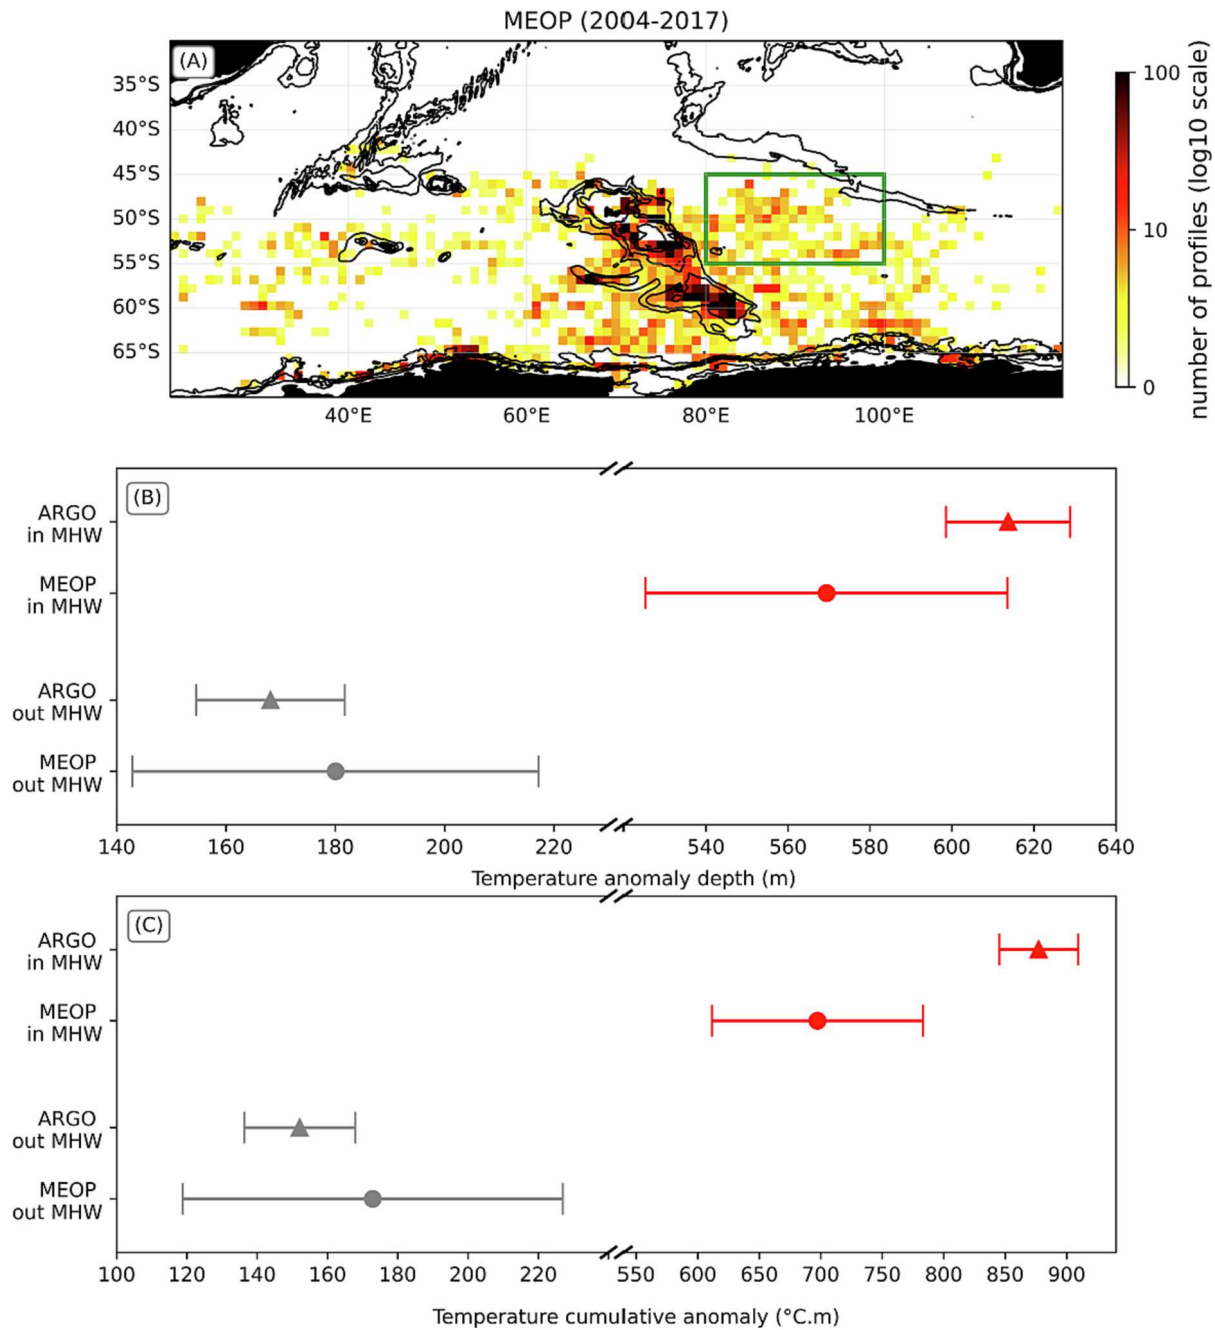 MEOP (2004-2017)
(A)
35°S
40°S
45°S
50°S
55°S
60°S
65°S
40°E 60°E 80°E 100°E
100
10
0
number of profiles (log10 scale)
(B)
ARGO
in MHW
MEOP
in MHW
ARGO
out MHW
MEOP
out MHW
140 160 180 200 220 540 560 580 600 620 640
Temperature anomaly depth (m)
(C)
ARGO
in MHW
MEOP
in MHW
ARGO
out MHW
MEOP
out MHW
100 120 140 160 180 200 220 550 600 650 700 750 800 850 900
Temperature cumulative anomaly (°C.m)